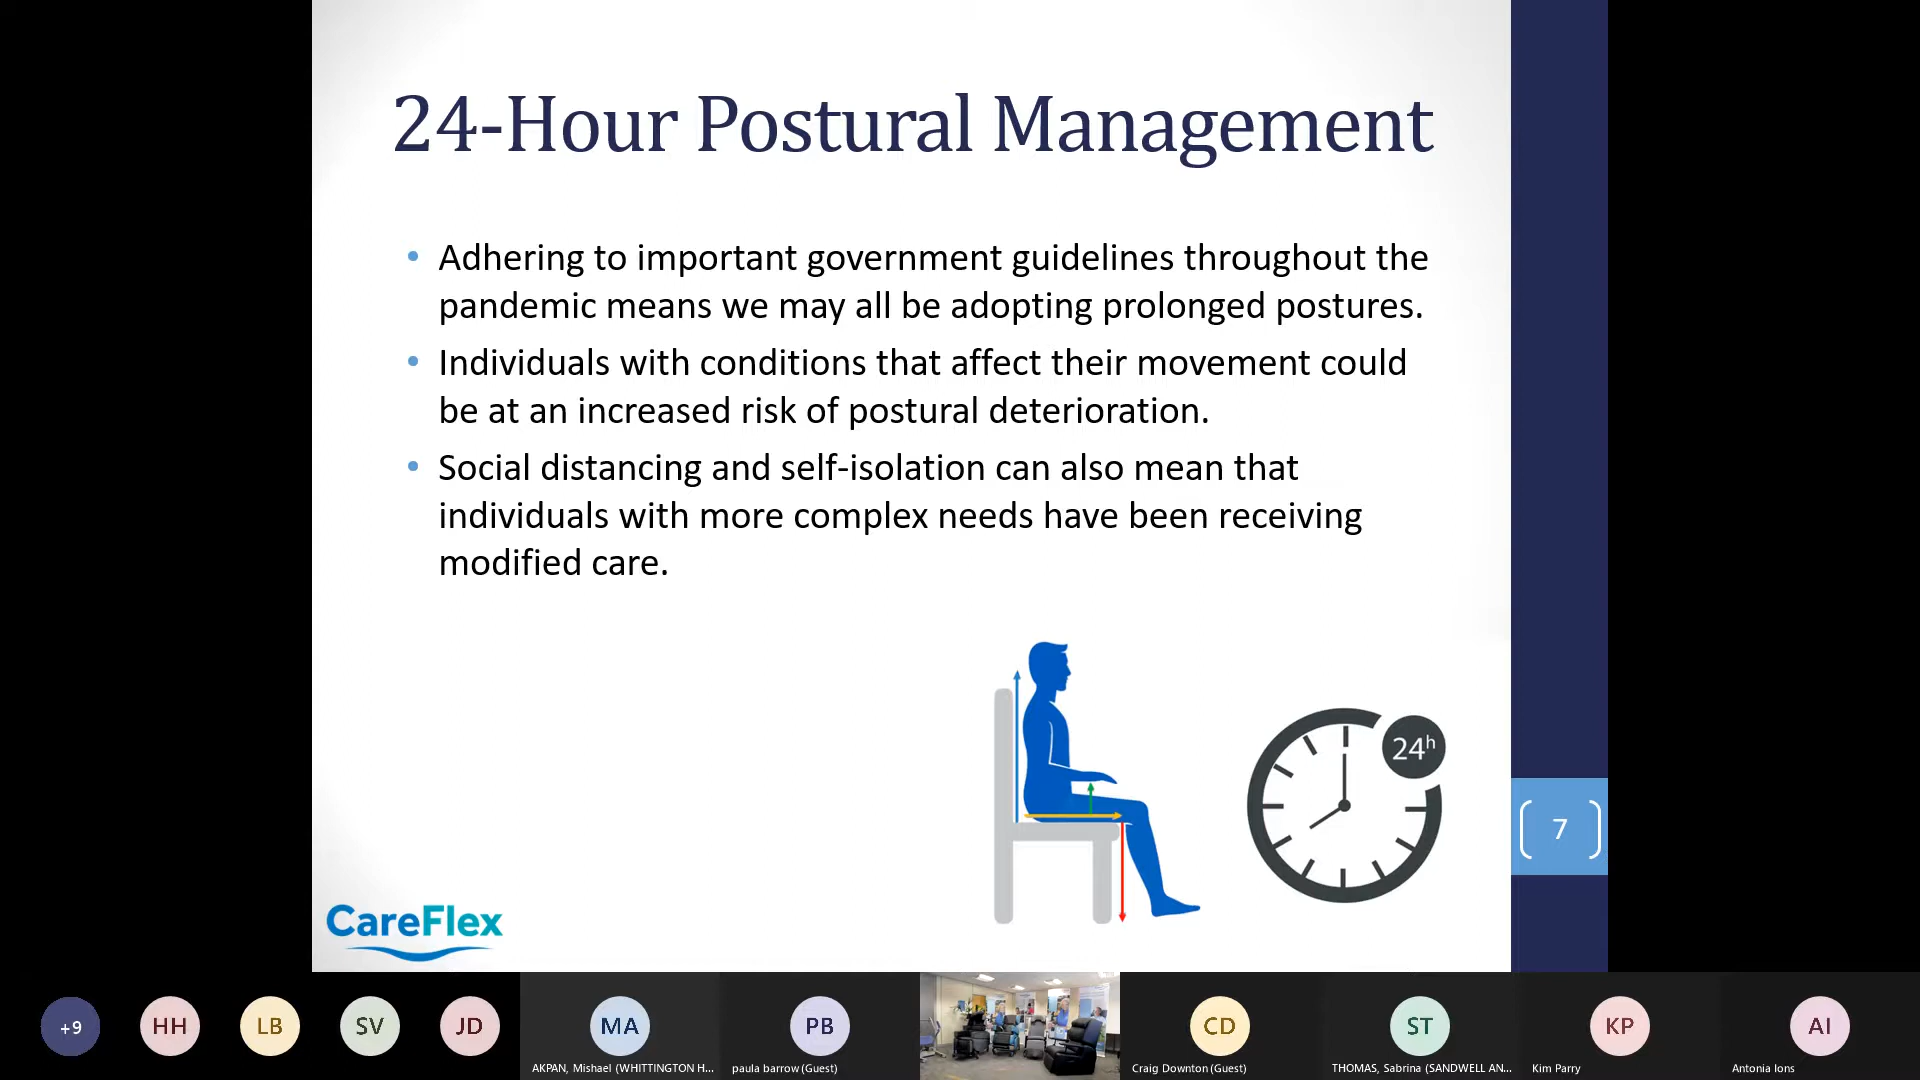 24-Hour Postural Management
• Adhering to important government guidelines throughout the
pandemic means we may all be adopting prolonged postures.
• Individuals with conditions that affect their movement could
be at an increased risk of postural deterioration.
• Social distancing and self-isolation can also mean that
individuals with more complex needs have been receiving
modified care.
24h
7
CareFlex
+9
HH
LB
SV
JD
MA
AKPAN, Mishael (WHITTINGTON H...
PB
paula barrow (Guest)
CD
Craig Downton (Guest)
ST
THOMAS, Sabrina (SANDWELL AN...
KP
Kim Parry
AI
Antonia Ions